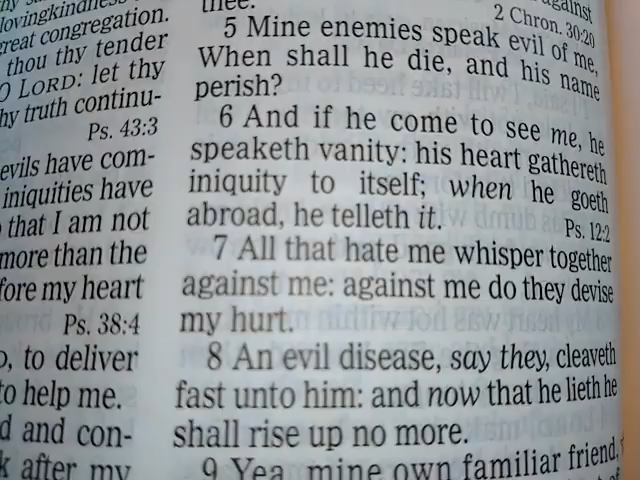 lovingkindness
great congregation.
thou thy tender
O LORD: let thy
thy truth continu-
Ps. 43:3
evils have com-
iniquities have
that I am not
more than the
fore my heart
Ps. 38:4
to deliver
to help me.
and con-
after my
thee.
against
2 Chron. 30:20
5 Mine enemies speak evil of me,
When shall he die, and his name
perish?
6 And if he come to see me, he
speaketh vanity: his heart gathereth
iniquity to itself; when he goeth
abroad, he telleth it.
Ps. 12:2
7 All that hate me whisper together
against me: against me do they devise
my hurt.
8 An evil disease, say they, cleaveth
fast unto him: and now that he lieth he
shall rise up no more.
9 Yea, mine own familiar friend,